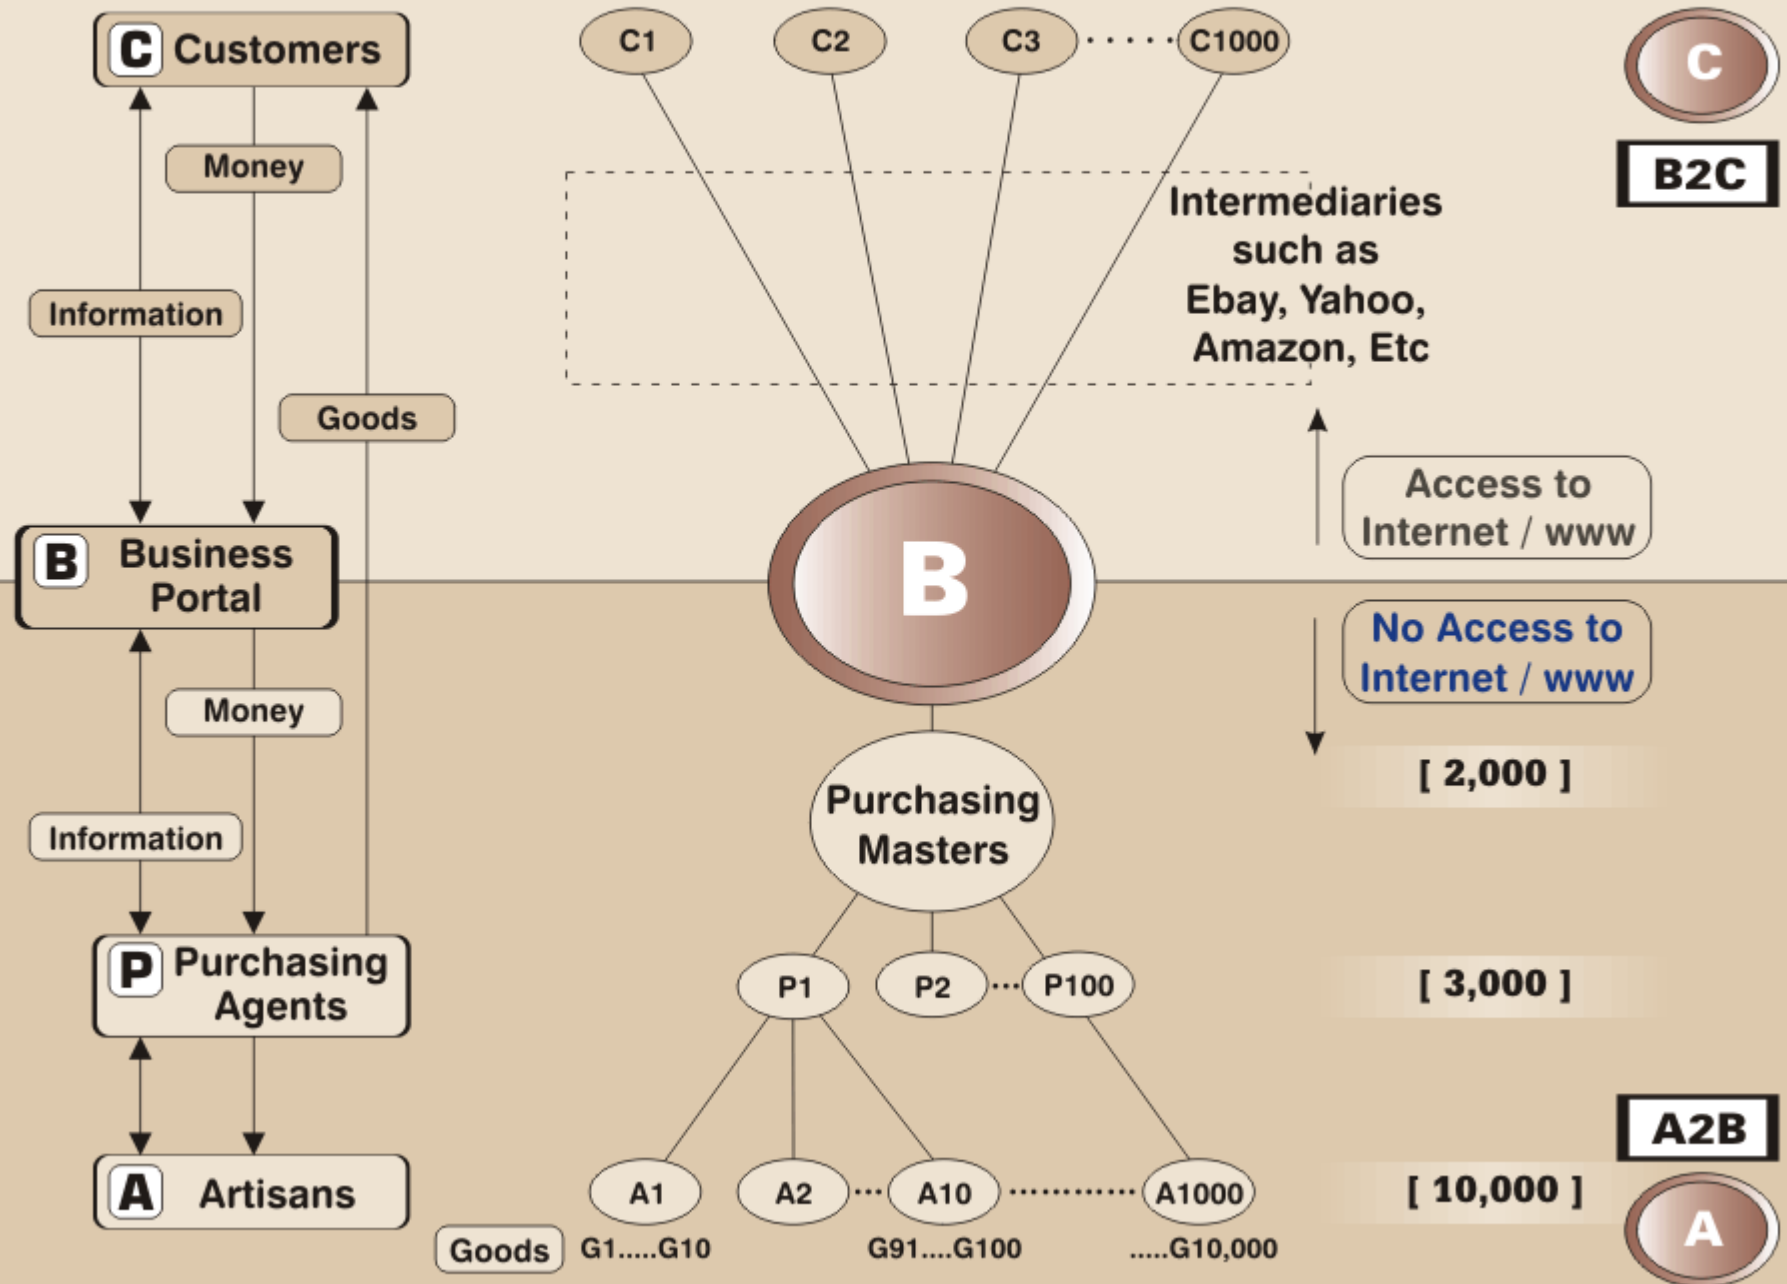 C Customers
C1
C2
C3
.....
C1000
C
B2C
Money
Information
Goods
Intermediaries
such as
Ebay, Yahoo,
Amazon, Etc
Access to
Internet / www
B Business
Portal
B
No Access to
Internet / www
Money
Information
Purchasing
Masters
[ 2,000 ]
P Purchasing
Agents
P1
P2
...
P100
[ 3,000 ]
A2B
A Artisans
A1
A2
...
A10
............
A1000
[ 10,000 ]
A
Goods
G1.....G10
G91....G100
.....G10,000